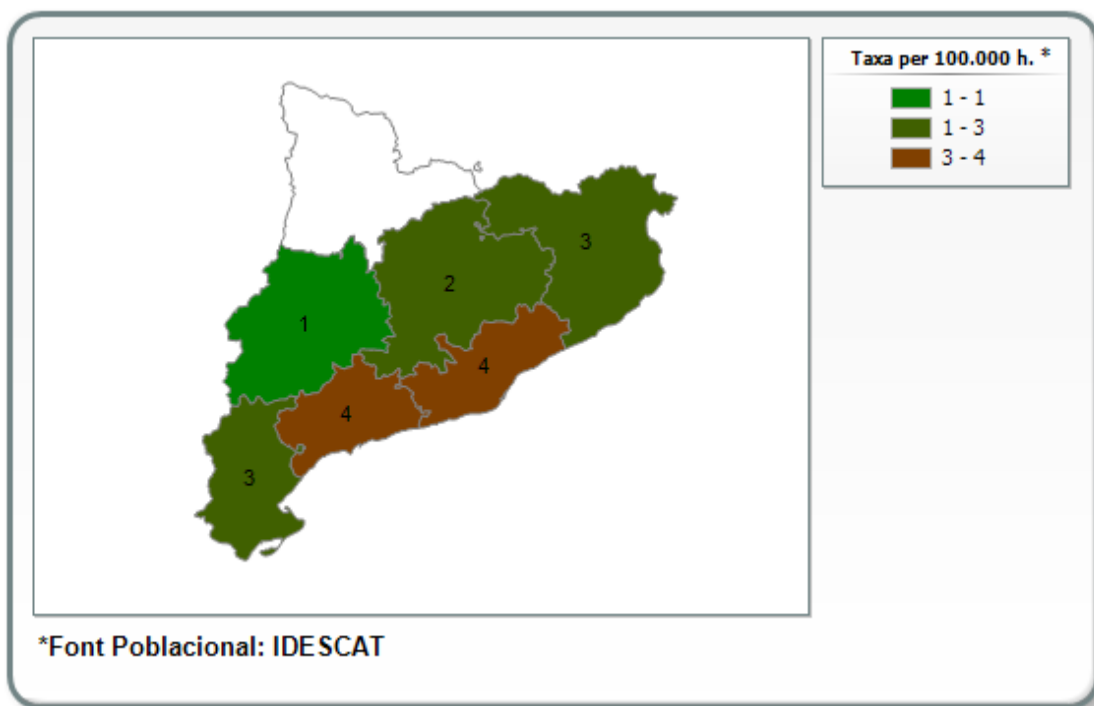 Taxa per 100.000 h. *
1 - 1
1 - 3
3 - 4
3
2
1
4
4
3
*Font Poblacional: IDESCAT